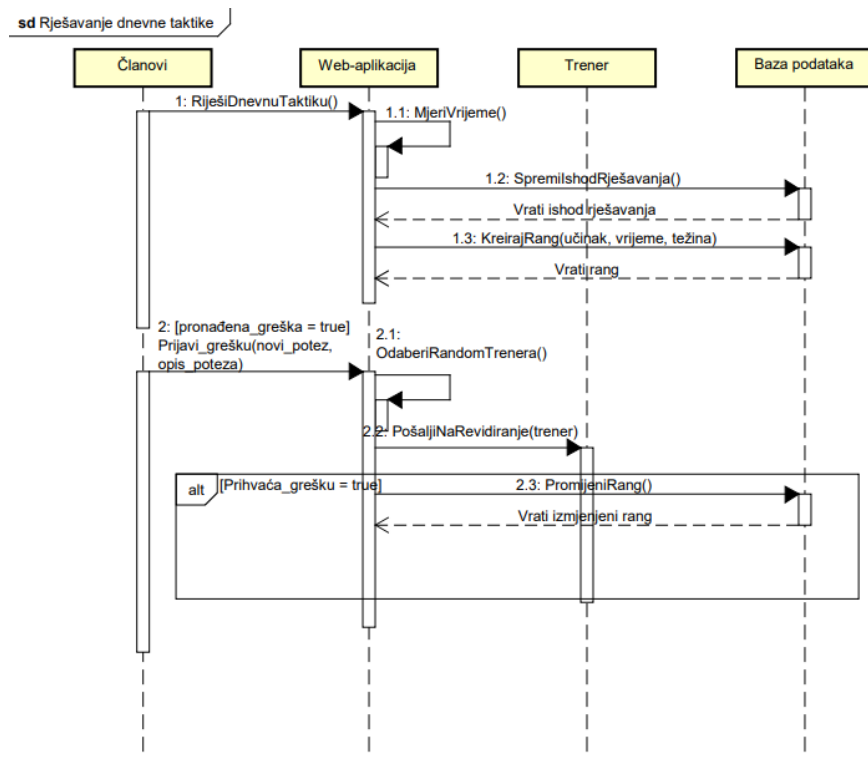 sd Rješavanje dnevne taktike
Članovi
Web-aplikacija
Trener
Baza podataka
1: RiješiDnevnuTaktiku()
1.1: MjeriVrijeme()
1.2: SpremiIshodRješavanja()
Vrati ishod rješavanja
1.3: KreirajRang(učinak, vrijeme, težina)
Vrati rang
2: [pronađena_greška = true]
Prijavi_grešku(novi_potez,
opis_poteza)
2.1:
OdaberiRandomTrenera()
2.2: PošaljiNaRevidiranje(trener)
alt
[Prihvaća_grešku = true]
2.3: PromijeniRang()
Vrati izmjenjeni rang